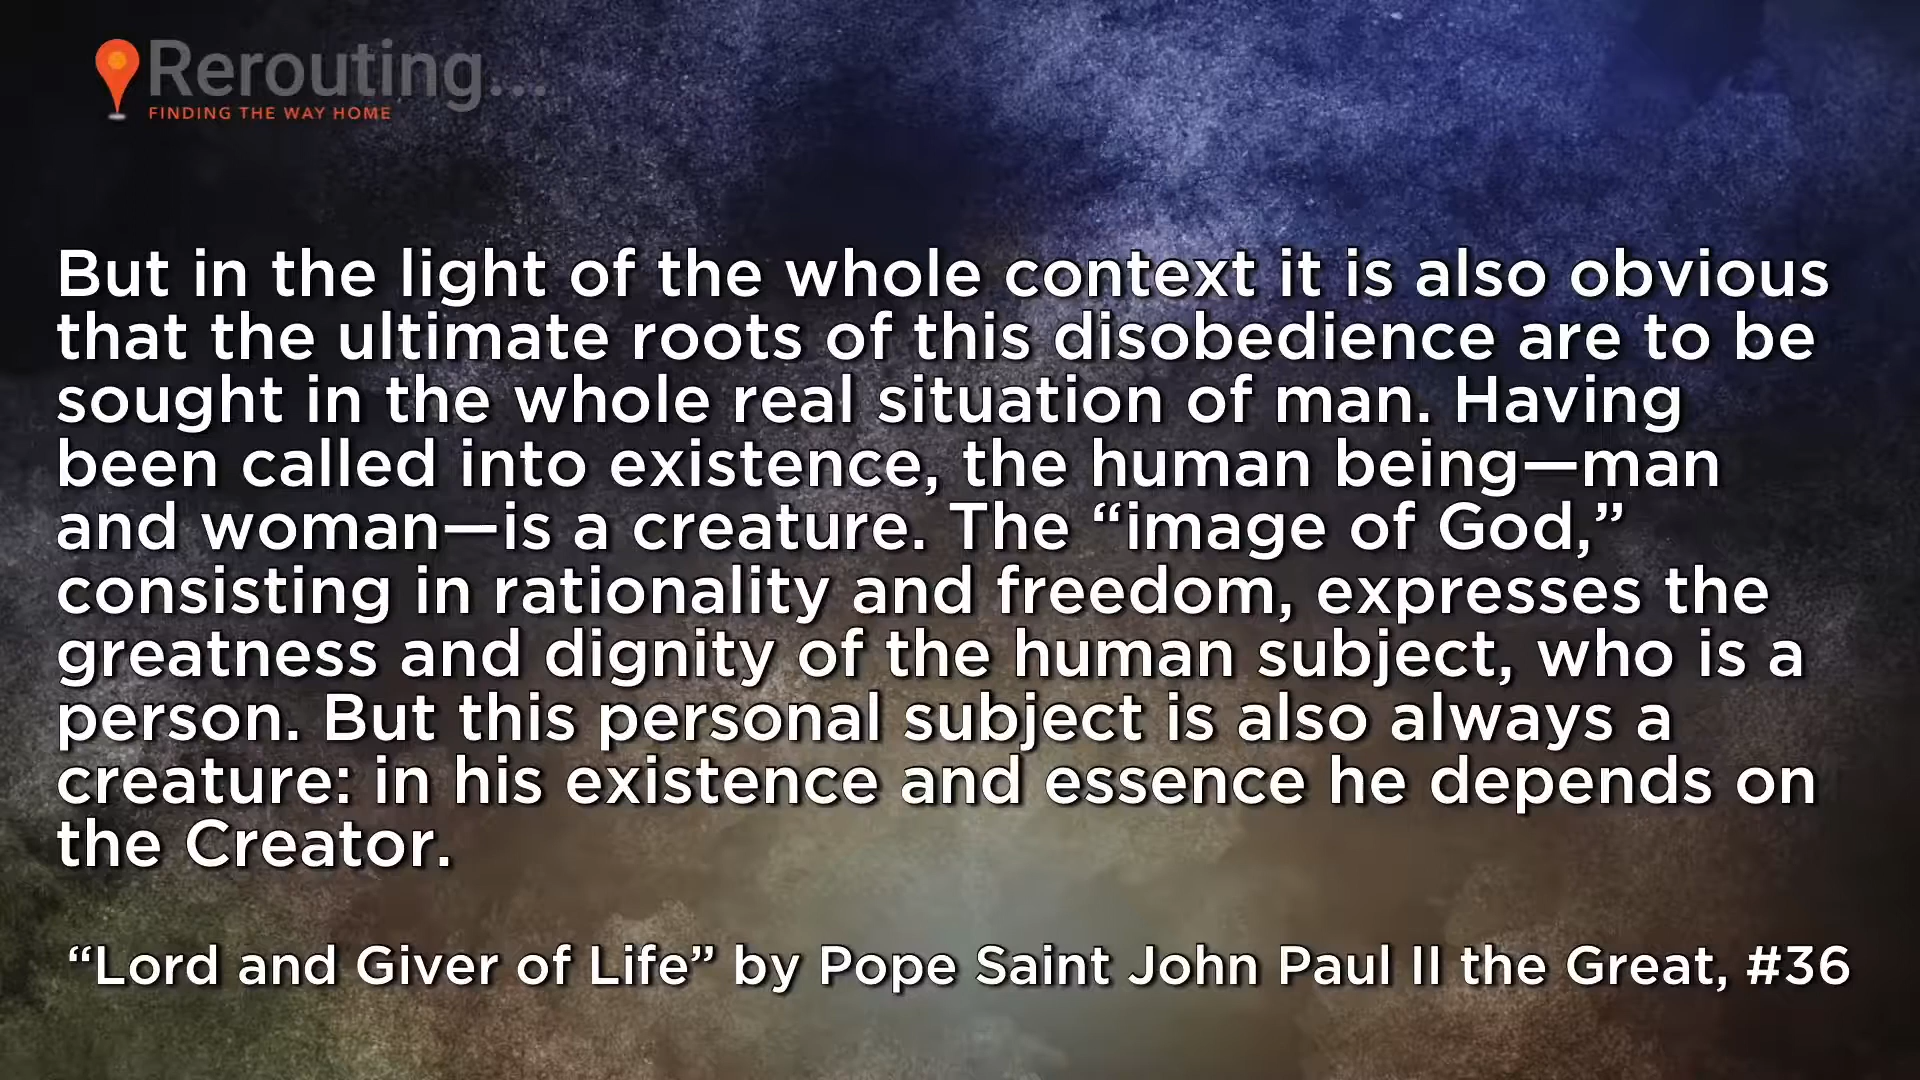 Rerouting...
FINDING THE WAY HOME
But in the light of the whole context it is also obvious
that the ultimate roots of this disobedience are to be
sought in the whole real situation of man. Having
been called into existence, the human being—man
and woman—is a creature. The “image of God,”
consisting in rationality and freedom, expresses the
greatness and dignity of the human subject, who is a
person. But this personal subject is also always a
creature: in his existence and essence he depends on
the Creator.
“Lord and Giver of Life” by Pope Saint John Paul II the Great, #36